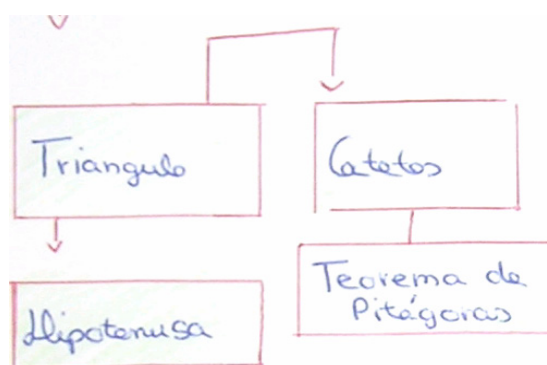 Triangulo
Catetos
Hipotenusa
Teorema de
Pitágoras